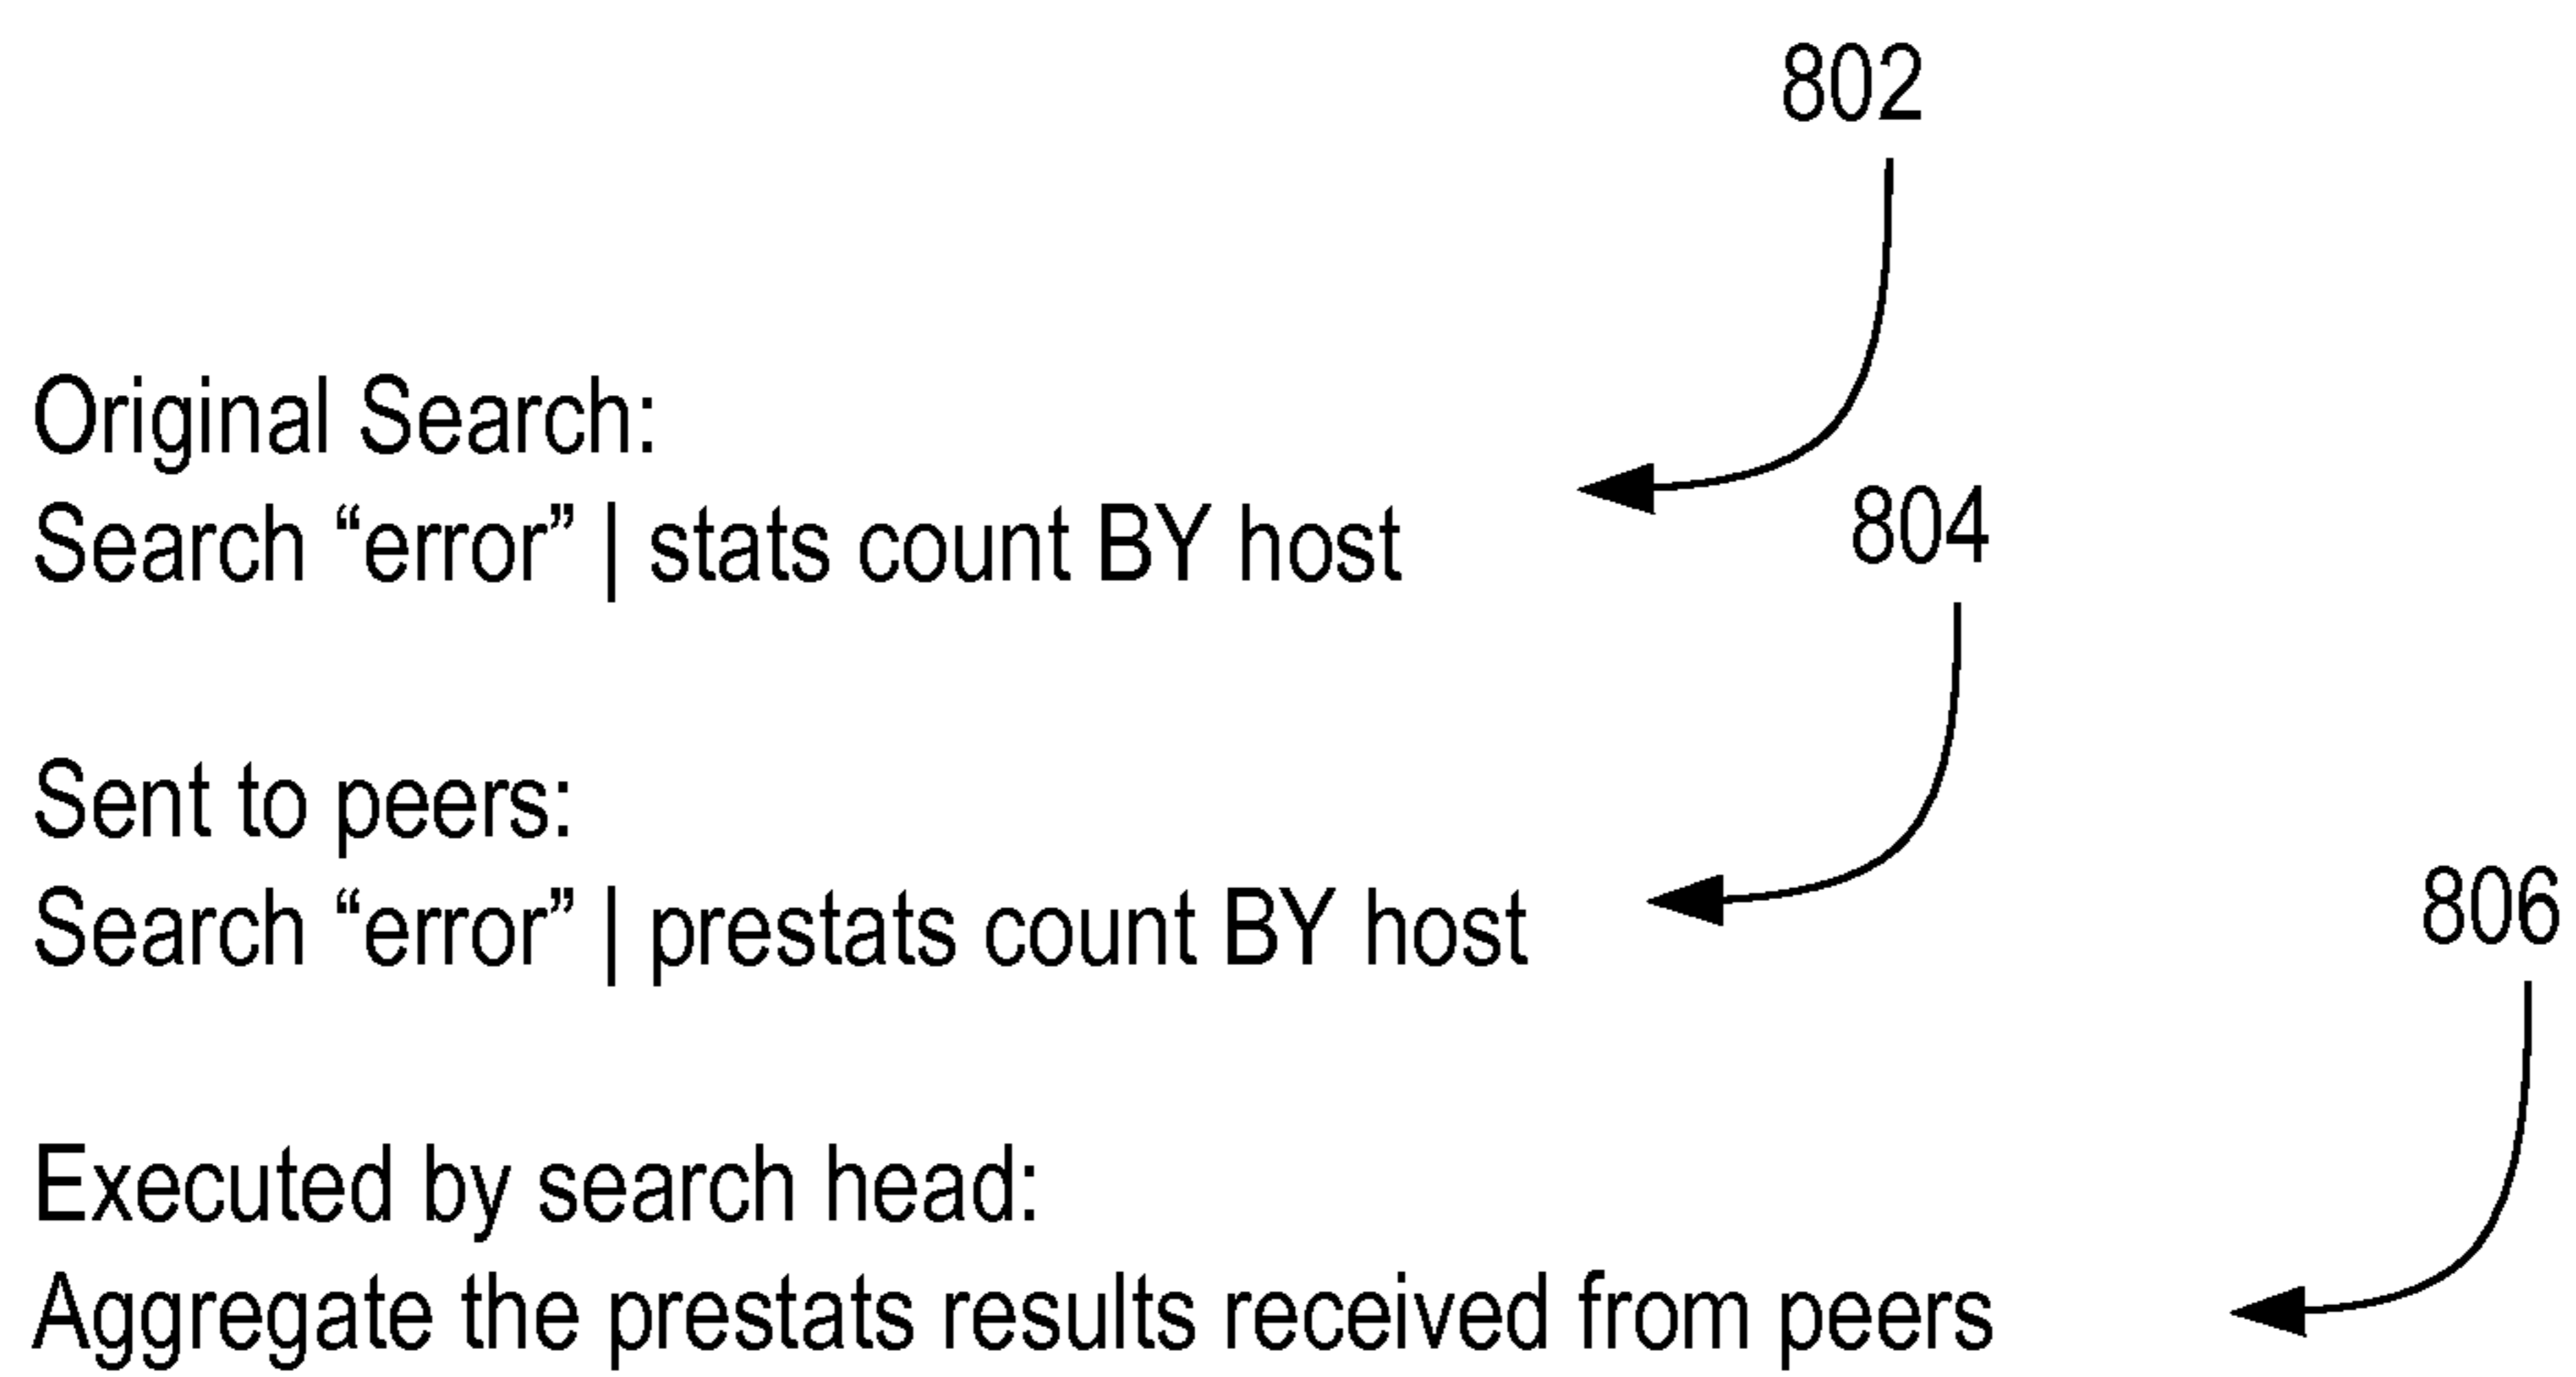 802
Original Search:
Search “error” | stats count BY host
804
Sent to peers:
Search “error” | prestats count BY host
806
Executed by search head:
Aggregate the prestats results received from peers